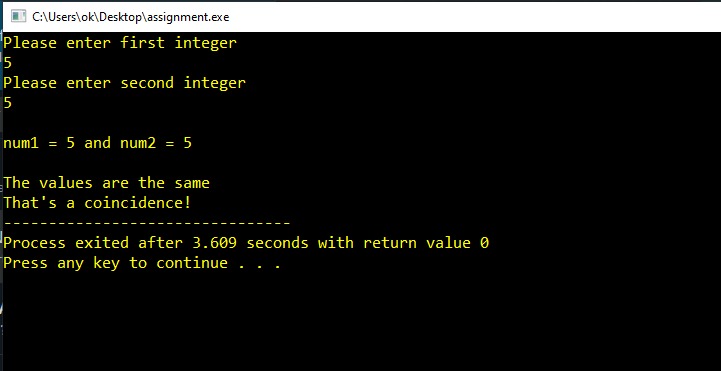 C:\Users\ok\Desktop\assignment.exe
Please enter first integer
5
Please enter second integer
5
num1 = 5 and num2 = 5
The values are the same
That's a coincidence!
--------------------------------
Process exited after 3.609 seconds with return value 0
Press any key to continue . . .